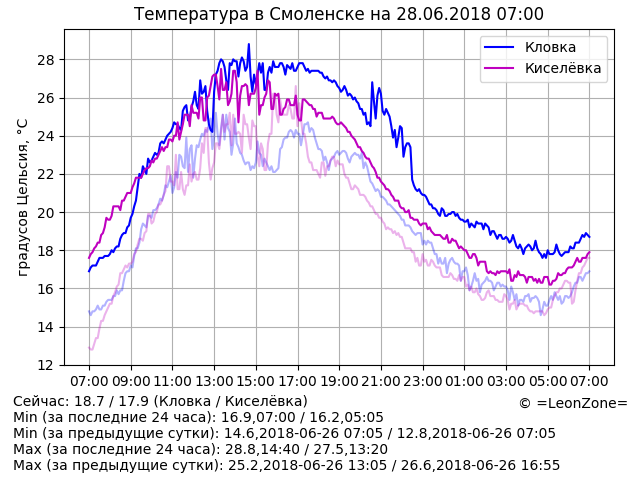 Температура в Смоленске на 28.06.2018 07:00
Кловка
Киселёвка
градусов Цельсия, °C
28
26
24
22
20
18
16
14
12
07:00 09:00 11:00 13:00 15:00 17:00 19:00 21:00 23:00 01:00 03:00 05:00 07:00
Сейчас: 18.7 / 17.9 (Кловка / Киселёвка)
© =LeonZone=
Min (за последние 24 часа): 16.9,07:00 / 16.2,05:05
Min (за предыдущие сутки): 14.6,2018-06-26 07:05 / 12.8,2018-06-26 07:05
Max (за последние 24 часа): 28.8,14:40 / 27.5,13:20
Max (за предыдущие сутки): 25.2,2018-06-26 13:05 / 26.6,2018-06-26 16:55